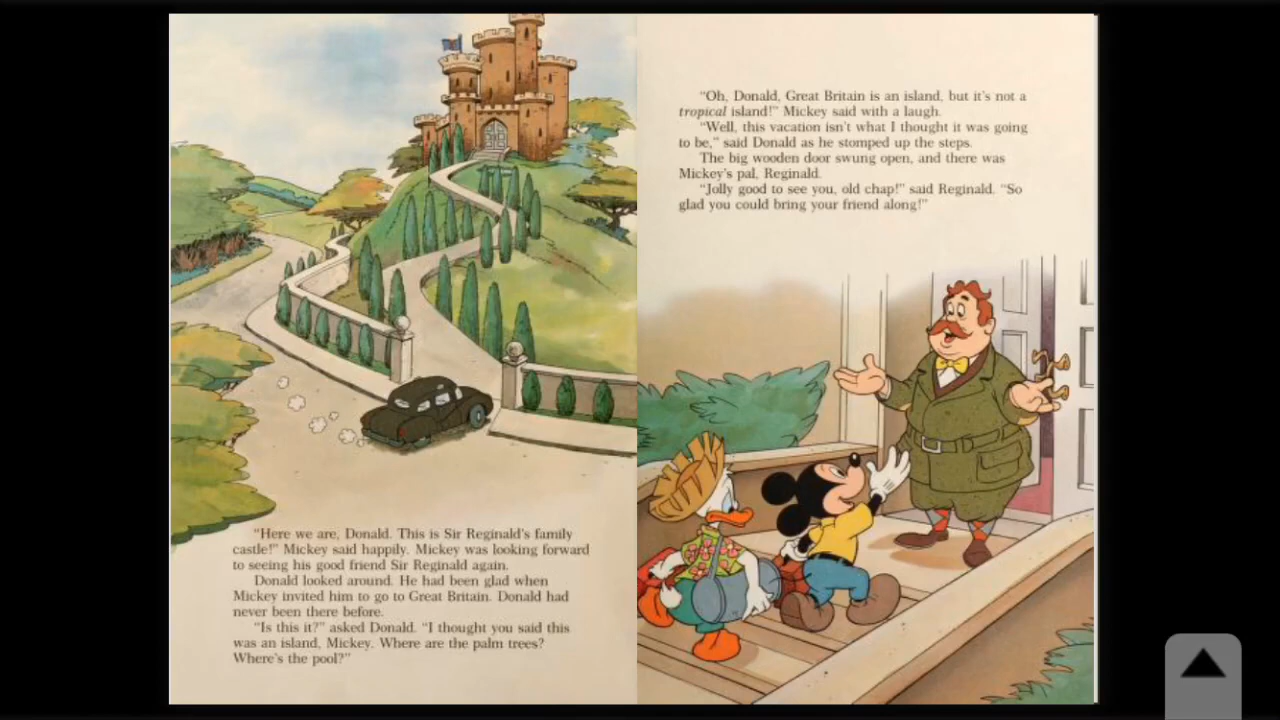 "Here we are, Donald. This is Sir Reginald's family
castle!" Mickey said happily. Mickey was looking forward
to seeing his good friend Sir Reginald again.
Donald looked around. He had been glad when
Mickey invited him to go to Great Britain. Donald had
never been there before.
"Is this it?" asked Donald. "I thought you said this
was an island, Mickey. Where are the palm trees?
Where's the pool?"
"Oh, Donald, Great Britain is an island, but it's not a
tropical island!" Mickey said with a laugh.
"Well, this vacation isn't what I thought it was going
to be," said Donald as he stomped up the steps.
The big wooden door swung open, and there was
Mickey's pal, Reginald.
"Jolly good to see you, old chap!" said Reginald. "So
glad you could bring your friend along!"